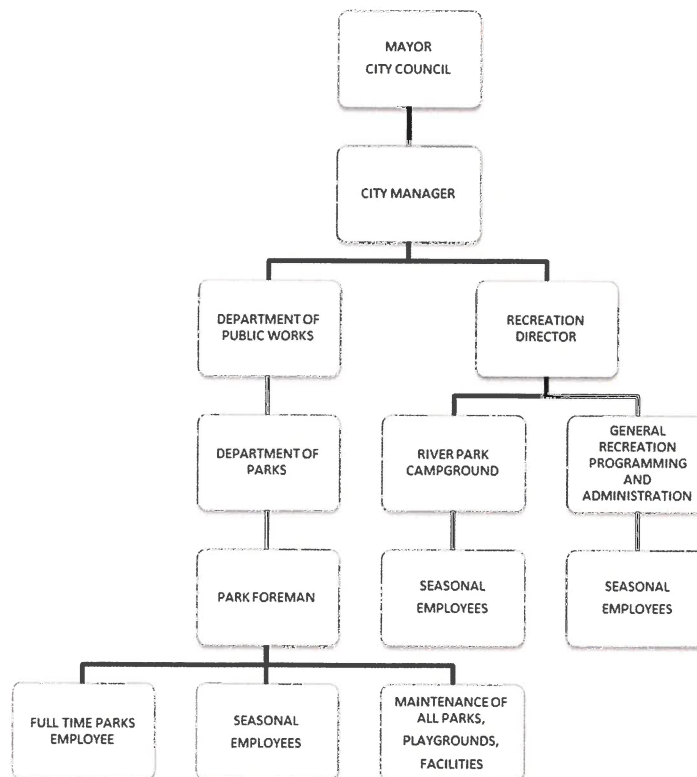 MAYOR
CITY COUNCIL
CITY MANAGER
DEPARTMENT OF
PUBLIC WORKS
RECREATION
DIRECTOR
DEPARTMENT OF
PARKS
RIVER PARK
CAMPGROUND
GENERAL
RECREATION
PROGRAMMING
AND
ADMINISTRATION
PARK FOREMAN
SEASONAL
EMPLOYEES
SEASONAL
EMPLOYEES
FULL TIME PARKS
EMPLOYEE
SEASONAL
EMPLOYEES
MAINTENANCE OF
ALL PARKS,
PLAYGROUNDS,
FACILITIES